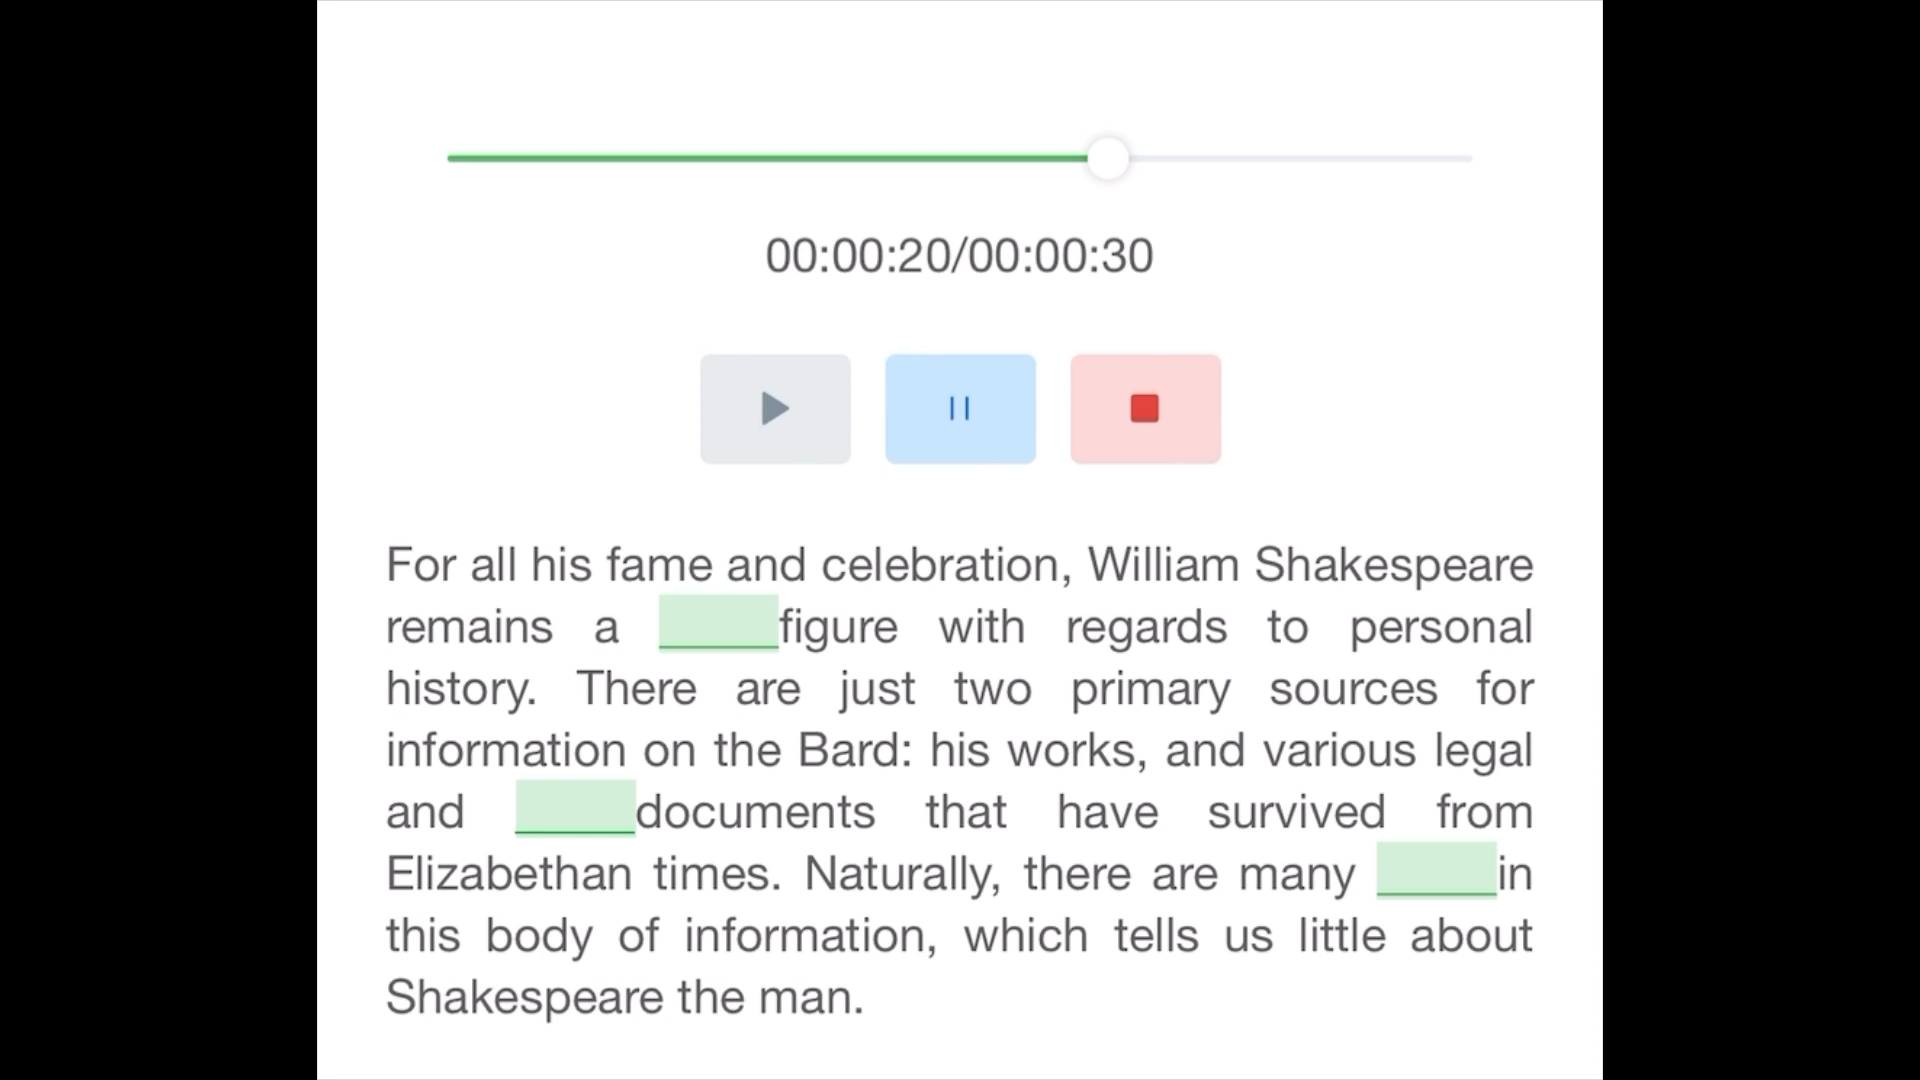 00:00:20/00:00:30
For all his fame and celebration, William Shakespeare
remains a figure with regards to personal
history. There are just two primary sources for
information on the Bard: his works, and various legal
and documents that have survived from
Elizabethan times. Naturally, there are many in
this body of information, which tells us little about
Shakespeare the man.